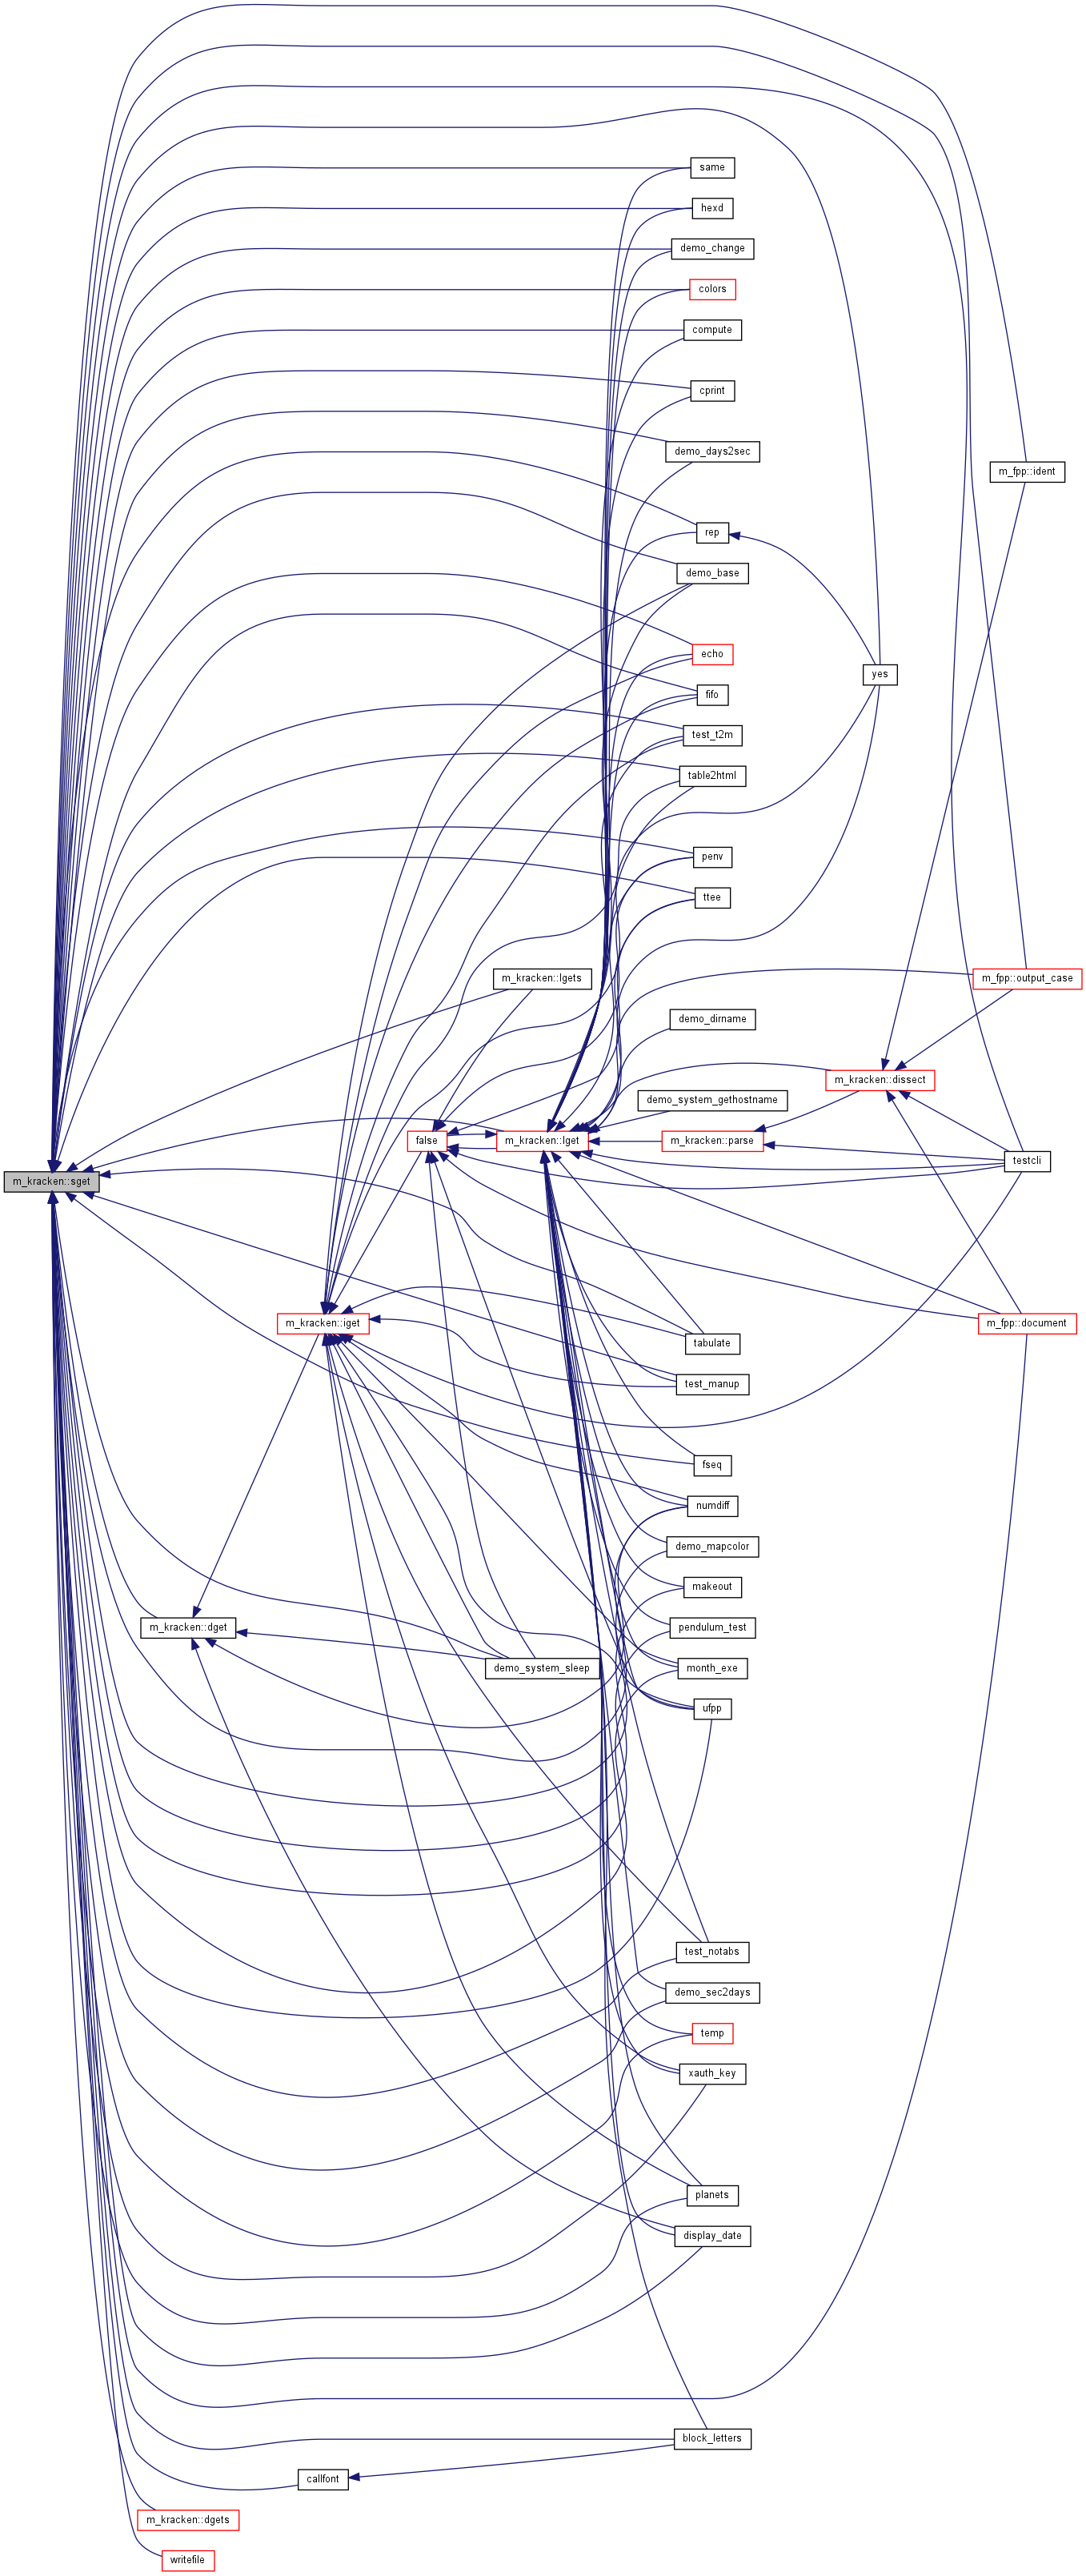 same
hexd
demo_change
colors
compute
cprint
demo_days2sec
m_fpp::ident
rep
demo_base
echo
yes
fifo
test_t2m
table2html
penv
ttee
m_kracken::lgets
m_fpp::output_case
demo_dirname
m_kracken::dissect
demo_system_gethostname
false
m_kracken::lget
m_kracken::parse
testcli
m_kracken::sget
m_kracken::iget
m_fpp::document
tabulate
test_manup
fseq
numdiff
demo_mapcolor
makeout
m_kracken::dget
pendulum_test
demo_system_sleep
month_exe
ufpp
test_notabs
demo_sec2days
temp
xauth_key
planets
display_date
block_letters
callfont
m_kracken::dgets
writefile